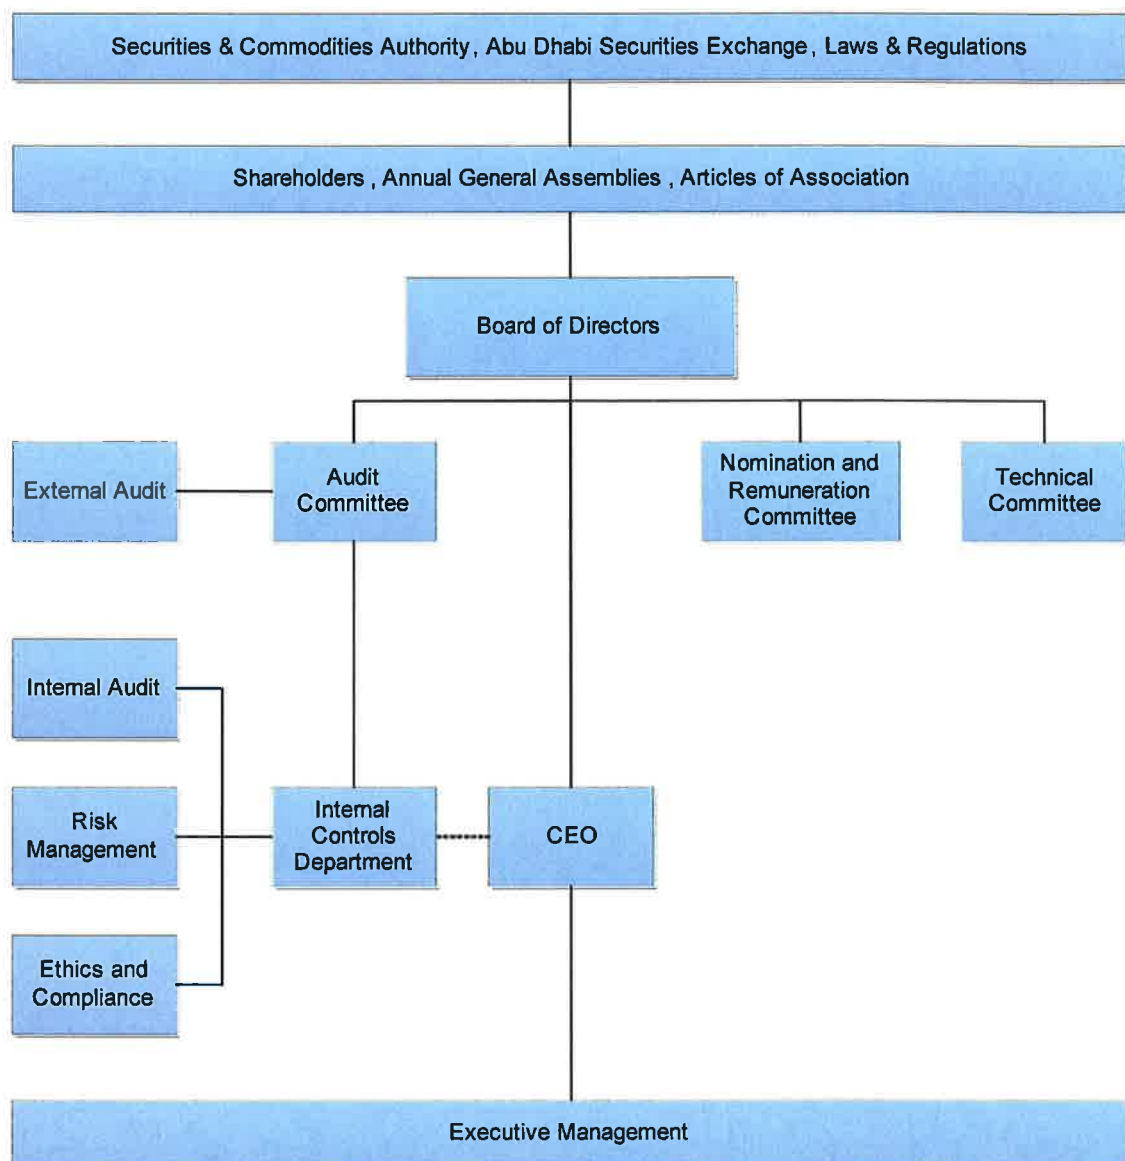 Securities & Commodities Authority, Abu Dhabi Securities Exchange, Laws & Regulations
Shareholders , Annual General Assemblies , Articles of Association
Board of Directors
External Audit
Audit
Committee
Nomination and
Remuneration
Committee
Technical
Committee
Internal Audit
Risk
Management
Internal
Controls
Department
CEO
Ethics and
Compliance
Executive Management